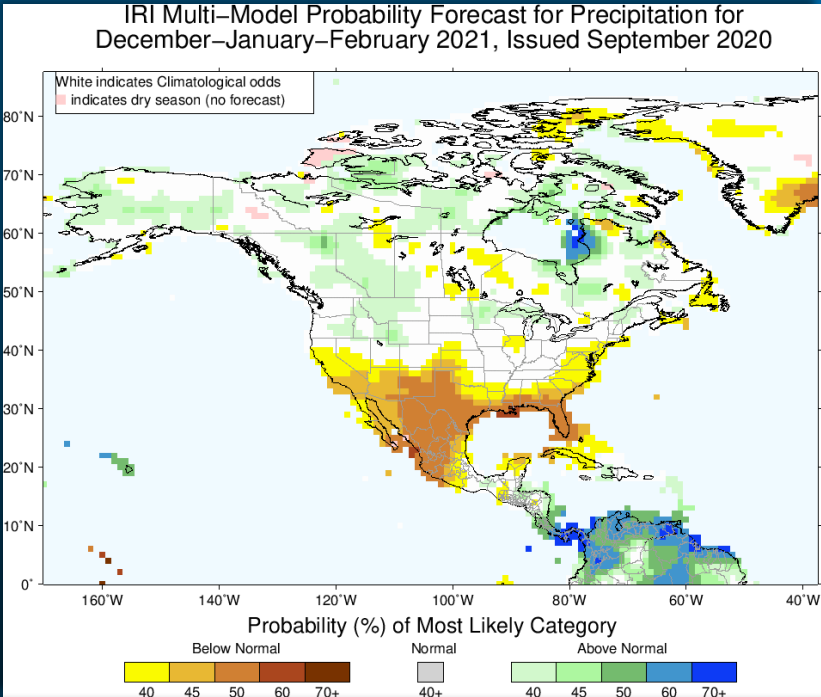 IRI Multi−Model Probability Forecast for Precipitation for
December−January−February 2021, Issued September 2020
White indicates Climatological odds
indicates dry season (no forecast)
80˚N
70˚N
60˚N
50˚N
40˚N
30˚N
20˚N
10˚N
0˚
160˚W 140˚W 120˚W 100˚W 80˚W 60˚W 40˚W
Probability (%) of Most Likely Category
Below Normal Normal Above Normal
40 45 50 60 70+ 40+ 40 45 50 60 70+